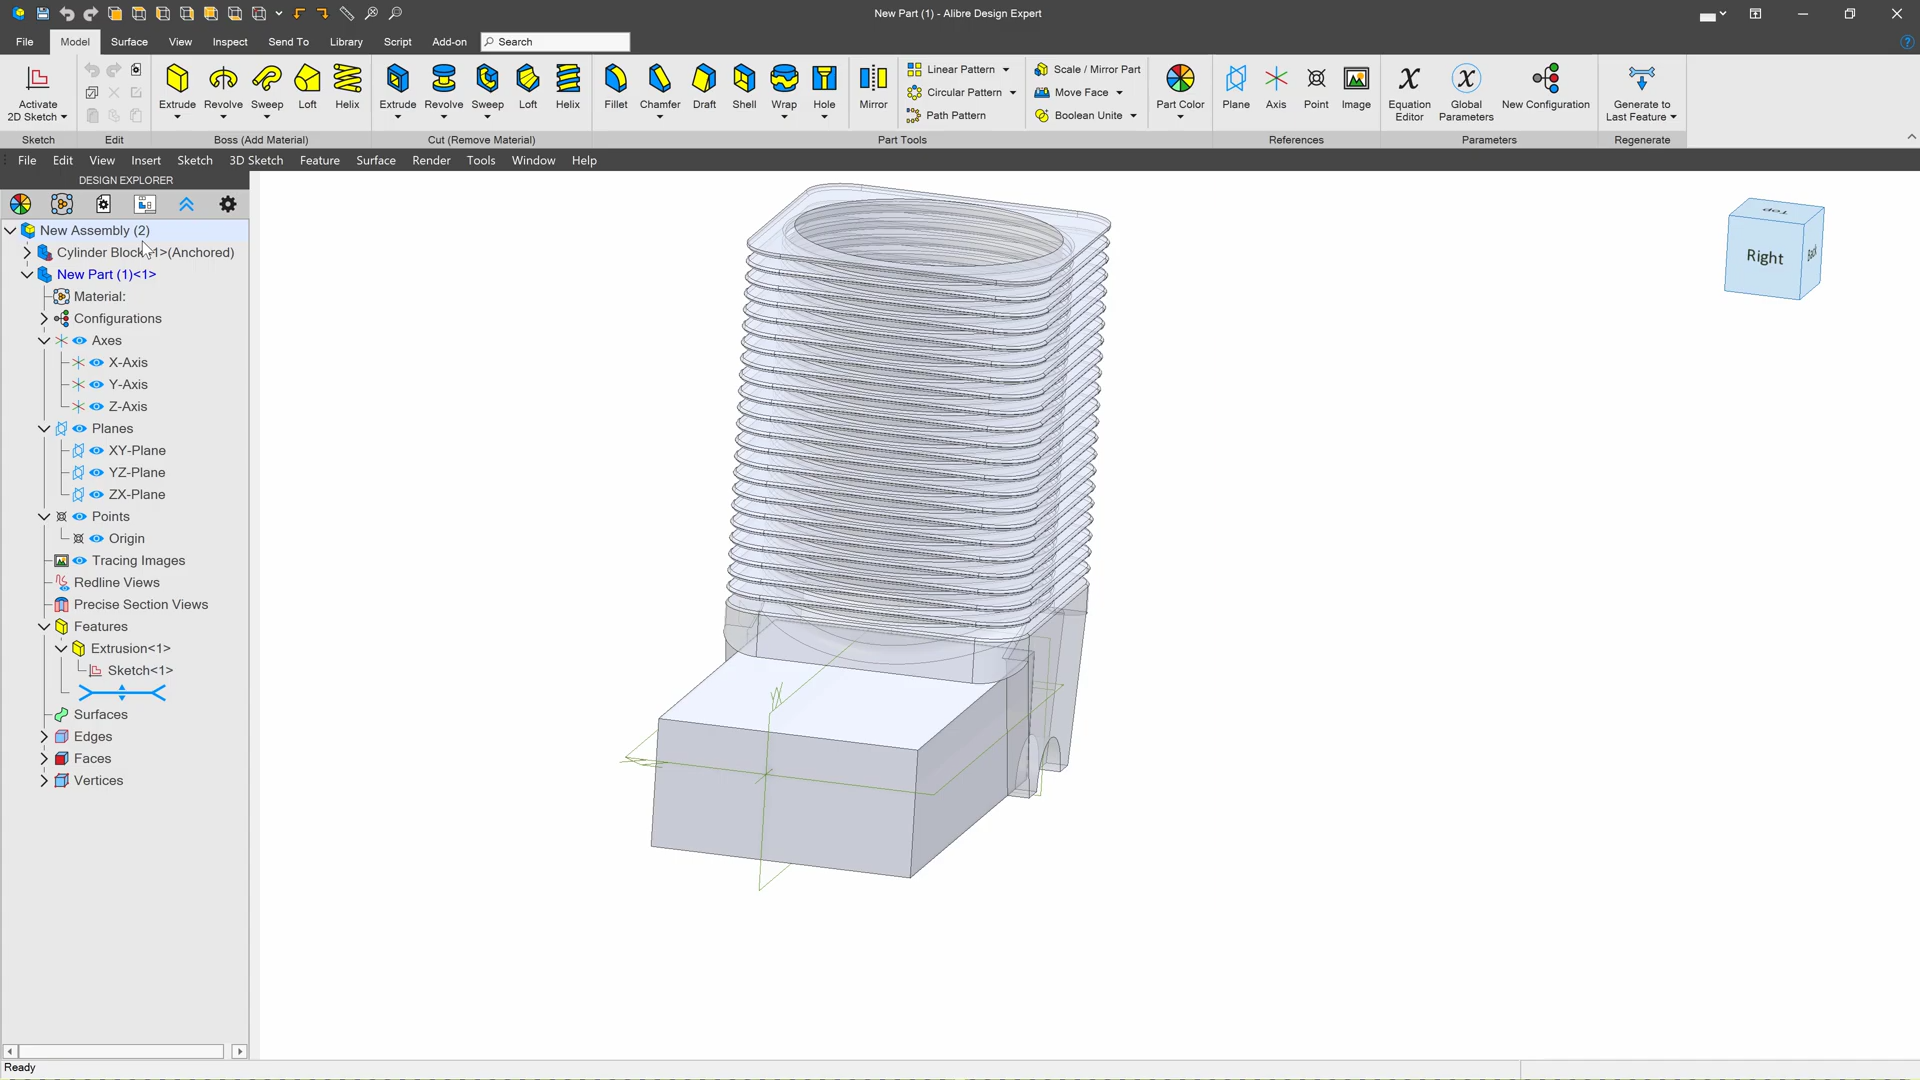 New Part (1) - Alibre Design Expert
File Model Surface View Inspect Send To Library Script Add-on Search
Activate
2D Sketch
Extrude Revolve Sweep Loft Helix
Extrude Revolve Sweep Loft Helix
Fillet Chamfer Draft Shell Wrap Hole
Mirror
Linear Pattern
Circular Pattern
Path Pattern
Scale / Mirror Part
Move Face
Boolean Unite
Part Color
Plane Axis Point Image
Equation
Editor
Global
Parameters
New Configuration
Generate to
Last Feature
Sketch Edit Boss (Add Material) Cut (Remove Material) Part Tools References Parameters Regenerate
File Edit View Insert Sketch 3D Sketch Feature Surface Render Tools Window Help
DESIGN EXPLORER
New Assembly (2)
Cylinder Block<1>(Anchored)
New Part (1)<1>
Material:
Configurations
Axes
X-Axis
Y-Axis
Z-Axis
Planes
XY-Plane
YZ-Plane
ZX-Plane
Points
Origin
Tracing Images
Redline Views
Precise Section Views
Features
Extrusion<1>
Sketch<1>
Surfaces
Edges
Faces
Vertices
Top
Right
Back
Ready